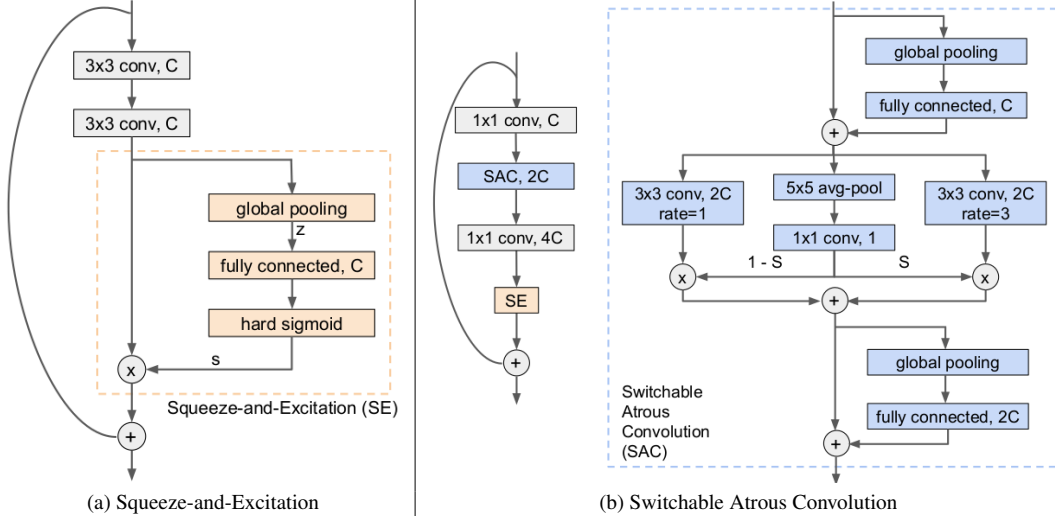 3x3 conv, C
3x3 conv, C
global pooling
z
fully connected, C
hard sigmoid
s
x
Squeeze-and-Excitation (SE)
+
(a) Squeeze-and-Excitation
1x1 conv, C
SAC, 2C
1x1 conv, 4C
SE
+
global pooling
fully connected, C
+
3x3 conv, 2C
rate=1
5x5 avg-pool
1x1 conv, 1
3x3 conv, 2C
rate=3
1 - S
S
x
x
+
global pooling
fully connected, 2C
+
Switchable
Atrous
Convolution
(SAC)
(b) Switchable Atrous Convolution